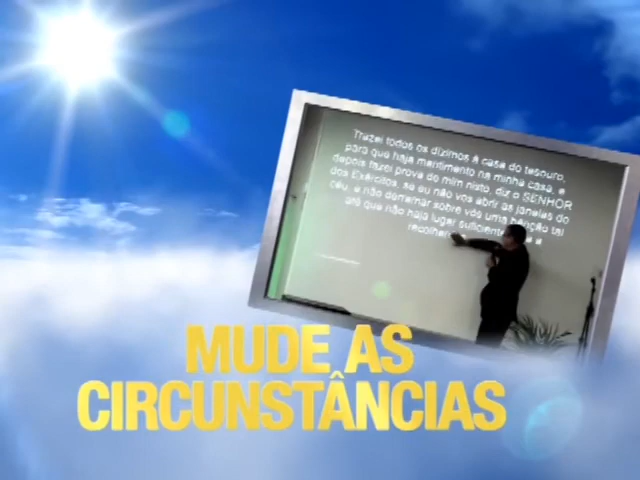 Trazei todos os dízimos à casa do tesouro,
para que haja mantimento na minha casa, e
depois fazei prova de mim nisto, diz o SENHOR
dos Exércitos, se eu não vos abrir as janelas do
céu, e não derramar sobre vós uma bênção tal
até que não haja lugar suficiente a
MUDE AS
CIRCUNSTÂNCIAS